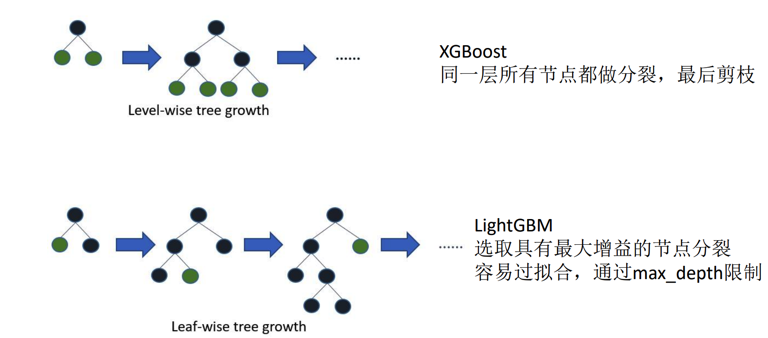 XGBoost
同一层所有节点都做分裂，最后剪枝
......
Level-wise tree growth
LightGBM
选取具有最大增益的节点分裂
容易过拟合，通过max_depth限制
......
Leaf-wise tree growth